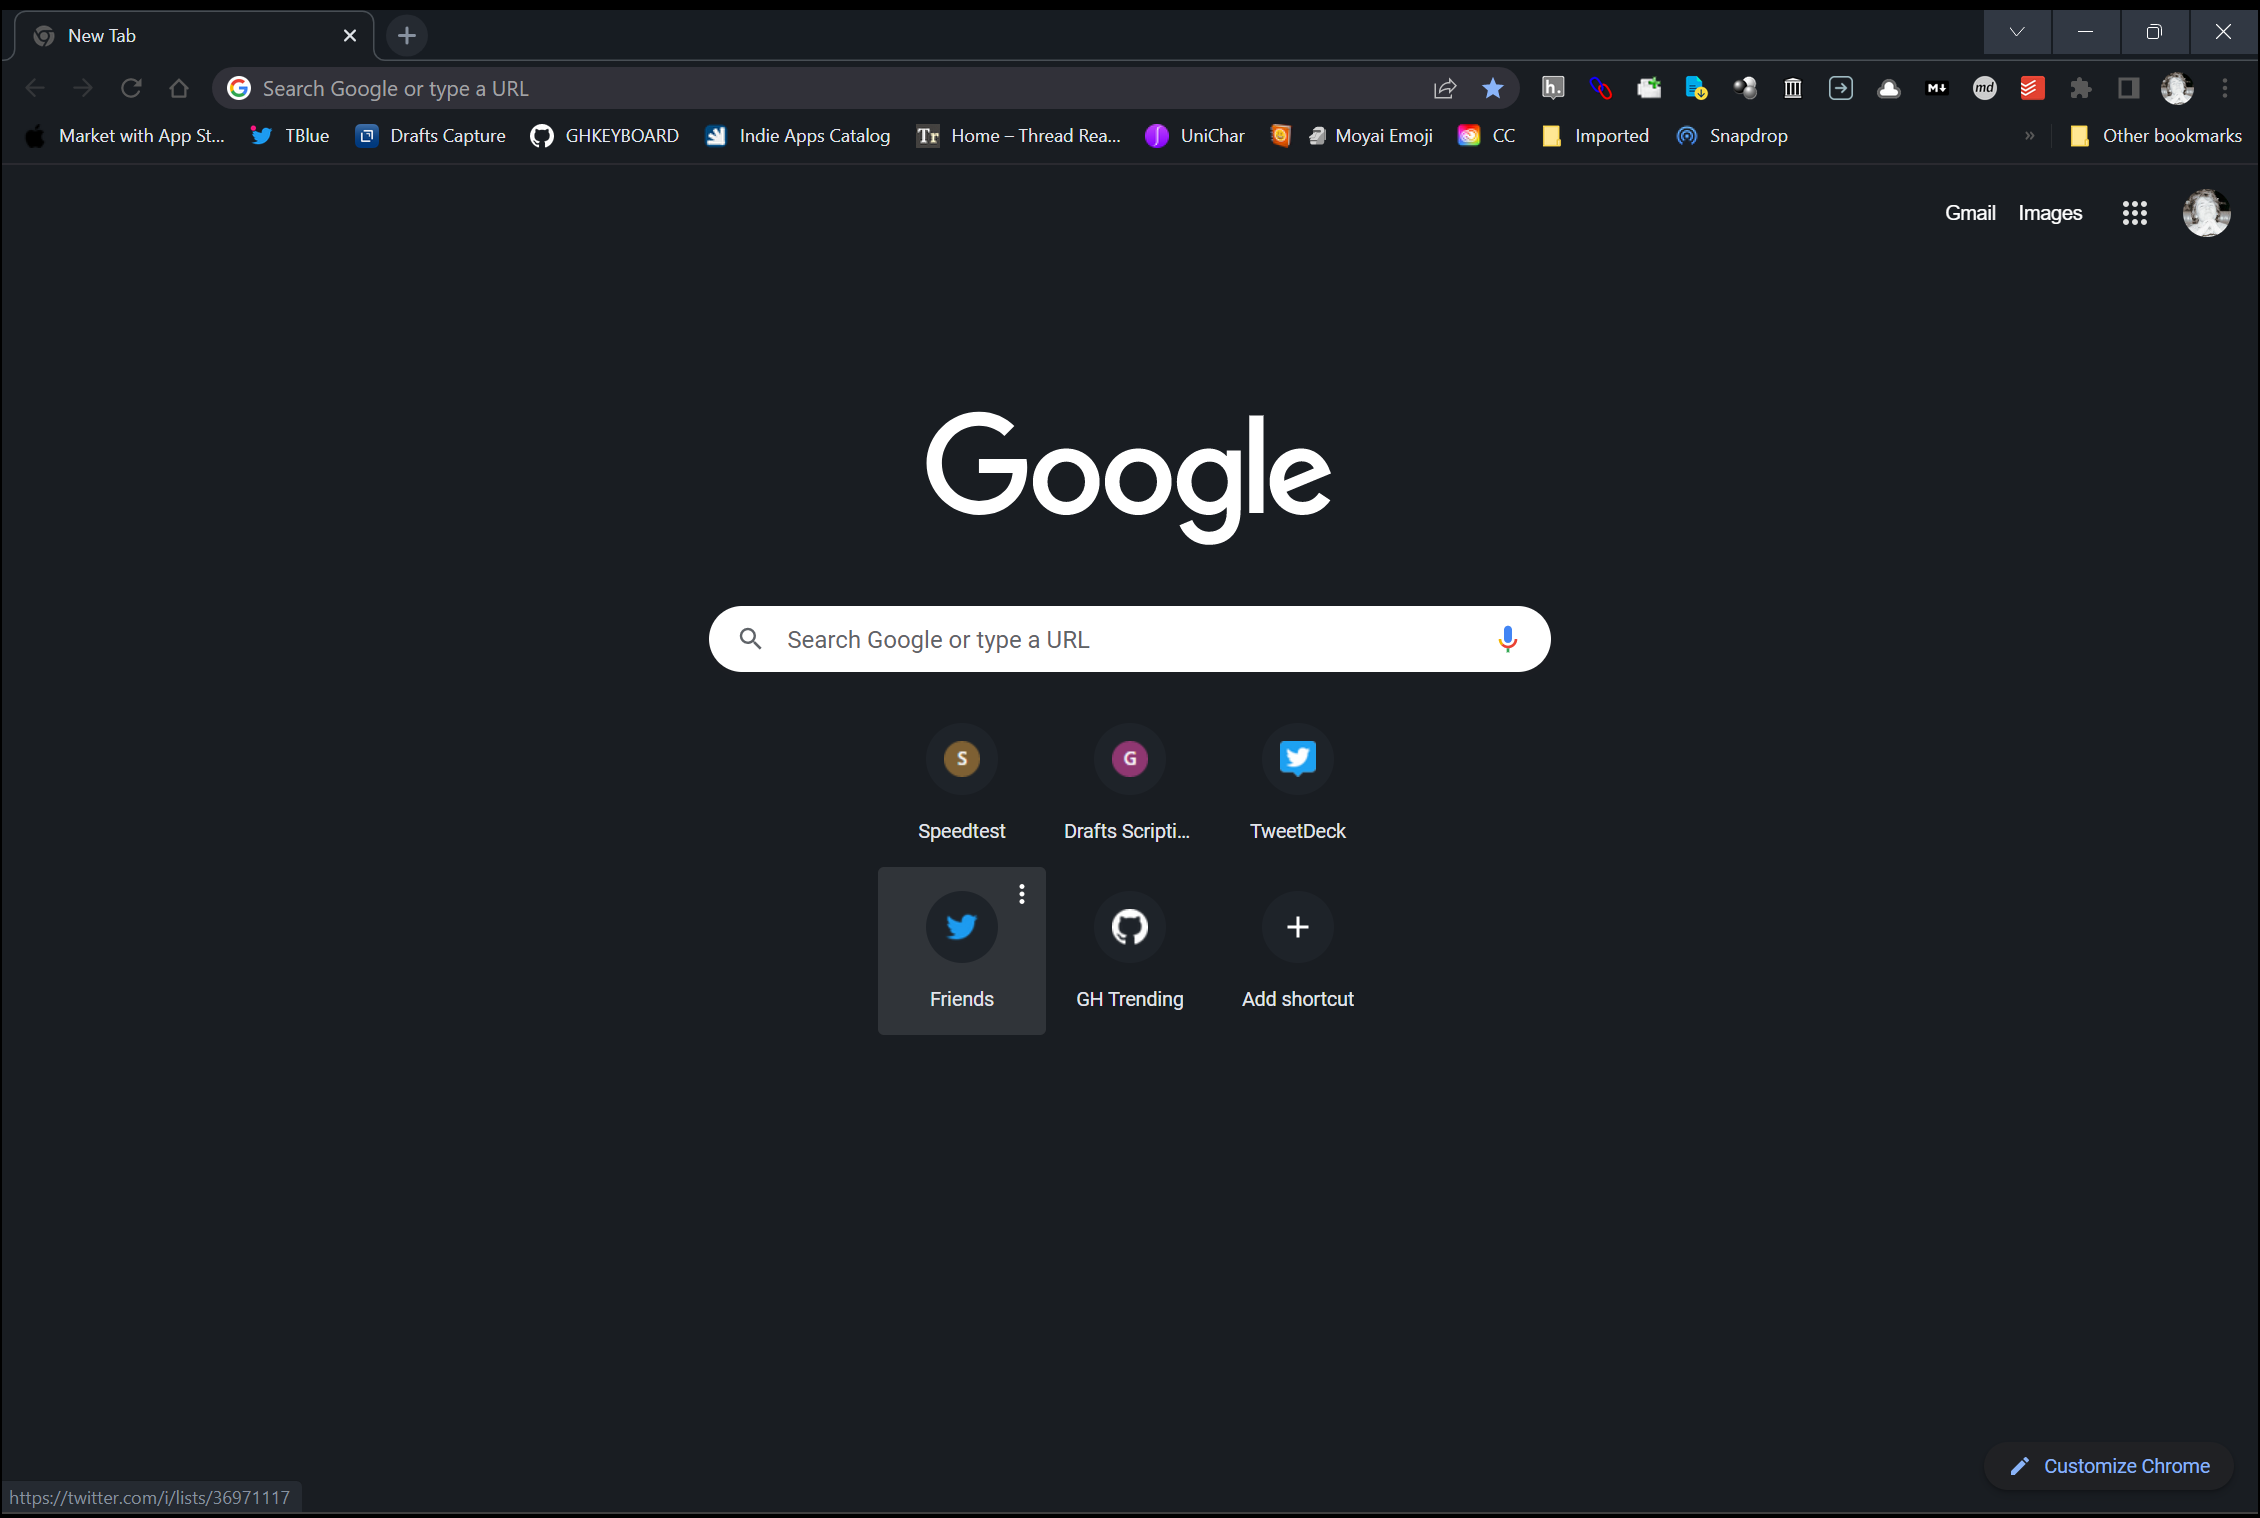 New Tab
Search Google or type a URL
h.
M
md
Market with App St...
TBlue
Drafts Capture
GHKEYBOARD
Indie Apps Catalog
Tr
Home – Thread Rea...
UniChar
Moyai Emoji
CC
Imported
Snapdrop
»
Other bookmarks
Gmail
Images
Google
Search Google or type a URL
S
G
Speedtest
Drafts Scripti...
TweetDeck
Friends
GH Trending
Add shortcut
Customize Chrome
https://twitter.com/i/lists/36971117